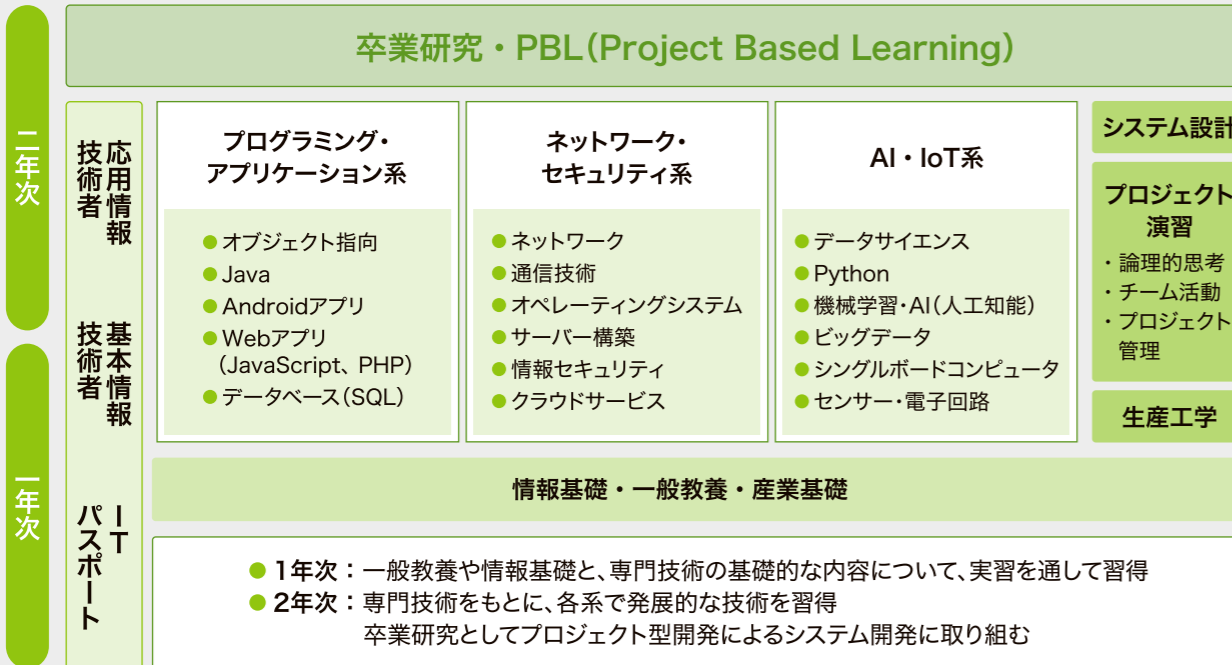 卒業研究・PBL(Project Based Learning)
二年次
一年次
応用情報
技術者
基本情報
技術者
IT
パスポート
プログラミング・
アプリケーション系
●オブジェクト指向
●Java
●Androidアプリ
●Webアプリ
(JavaScript、PHP)
●データベース(SQL)
ネットワーク・
セキュリティ系
●ネットワーク
●通信技術
●オペレーティングシステム
●サーバー構築
●情報セキュリティ
●クラウドサービス
AI・IoT系
●データサイエンス
●Python
●機械学習・AI(人工知能)
●ビッグデータ
●シングルボードコンピュータ
●センサー・電子回路
システム設計
プロジェクト
演習
・論理的思考
・チーム活動
・プロジェクト
管理
生産工学
情報基礎・一般教養・産業基礎
●1年次：一般教養や情報基礎と、専門技術の基礎的な内容について、実習を通して習得
●2年次：専門技術をもとに、各系で発展的な技術を習得
卒業研究としてプロジェクト型開発によるシステム開発に取り組む